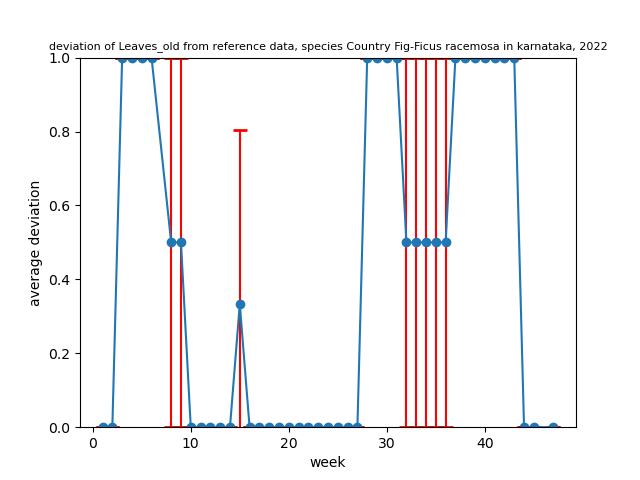 deviation of Leaves_old from reference data, species Country Fig-Ficus racemosa in karnataka, 2022
1.0
0.8
0.6
0.4
0.2
0.0
average deviation
0 10 20 30 40
week